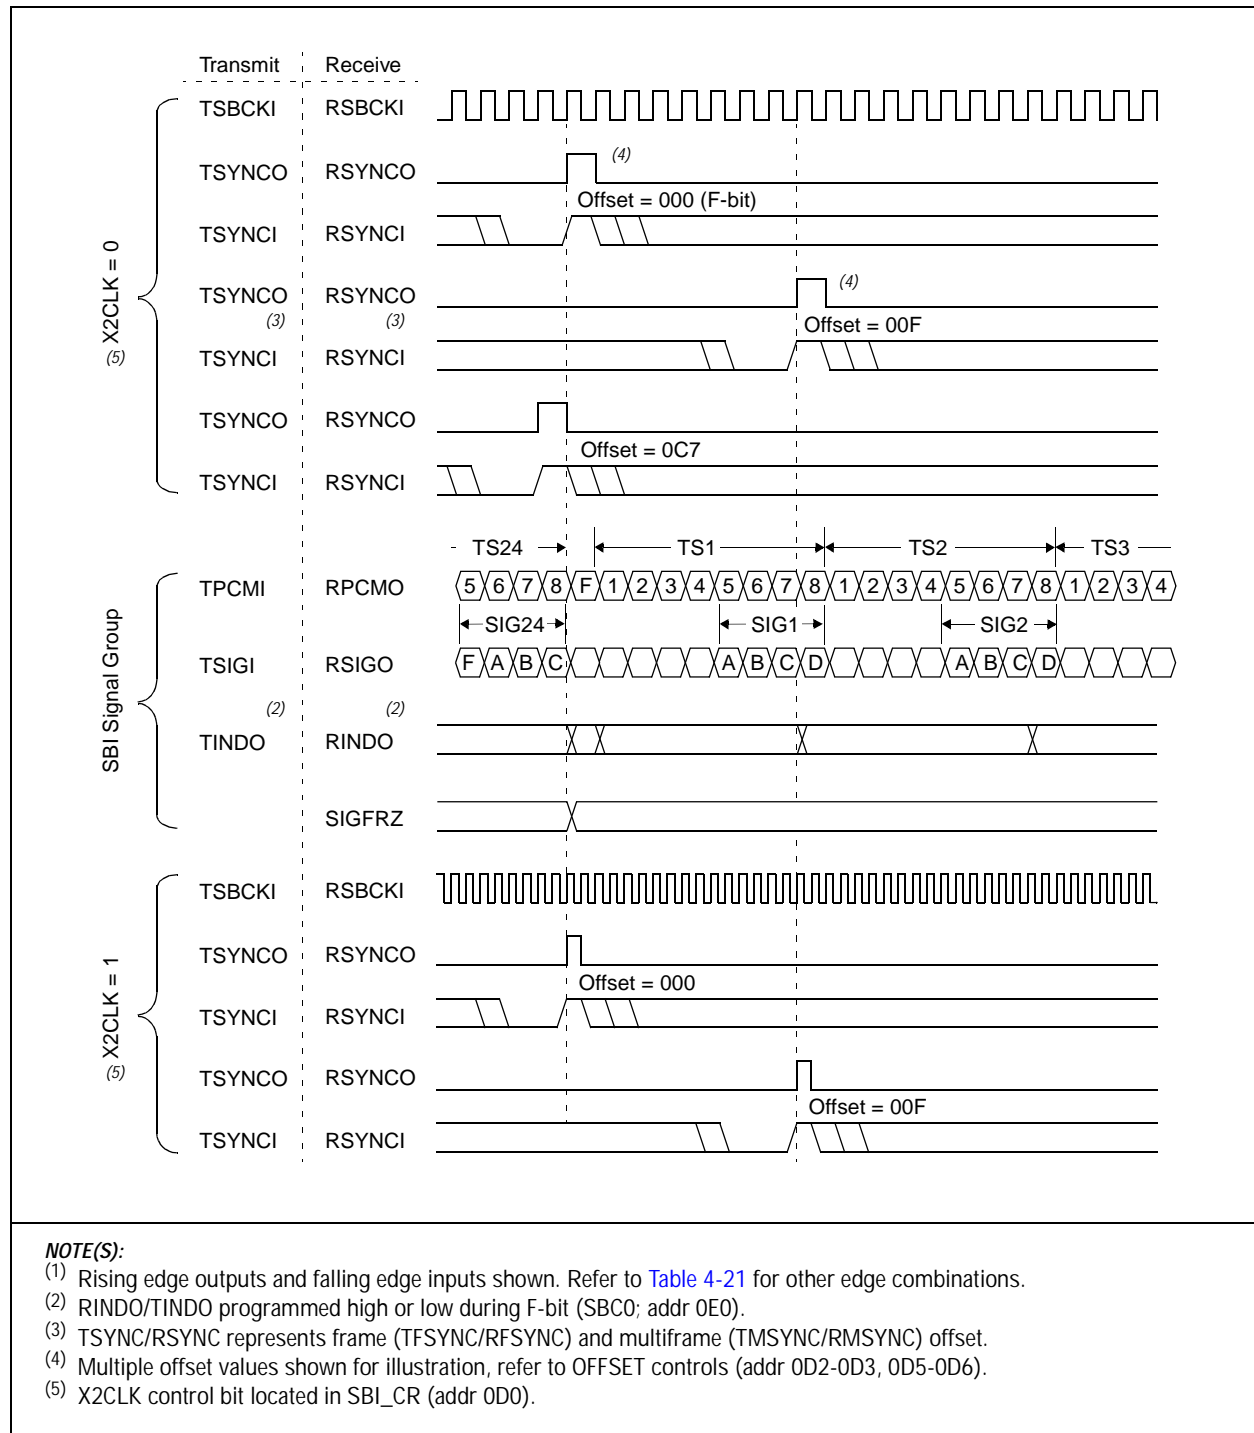 Transmit Receive
TSBCKI RSBCKI
TSYNCO RSYNCO (4)
Offset = 000 (F-bit)
TSYNCI RSYNCI
X2CLK = 0
(5)
TSYNCO RSYNCO (4)
(3) (3)
Offset = 00F
TSYNCI RSYNCI
TSYNCO RSYNCO
Offset = 0C7
TSYNCI RSYNCI
TS24 TS1 TS2 TS3
TPCMI RPCMO 5 6 7 8 F 1 2 3 4 5 6 7 8 1 2 3 4 5 6 7 8 1 2 3 4
SIG24 SIG1 SIG2
TSIGI RSIGO F A B C A B C D A B C D
SBI Signal Group
(2) (2)
TINDO RINDO
SIGFRZ
TSBCKI RSBCKI
TSYNCO RSYNCO
Offset = 000
TSYNCI RSYNCI
X2CLK = 1
(5)
TSYNCO RSYNCO
Offset = 00F
TSYNCI RSYNCI
NOTE(S):
(1) Rising edge outputs and falling edge inputs shown. Refer to Table 4-21 for other edge combinations.
(2) RINDO/TINDO programmed high or low during F-bit (SBC0; addr 0E0).
(3) TSYNC/RSYNC represents frame (TFSYNC/RFSYNC) and multiframe (TMSYNC/RMSYNC) offset.
(4) Multiple offset values shown for illustration, refer to OFFSET controls (addr 0D2-0D3, 0D5-0D6).
(5) X2CLK control bit located in SBI_CR (addr 0D0).